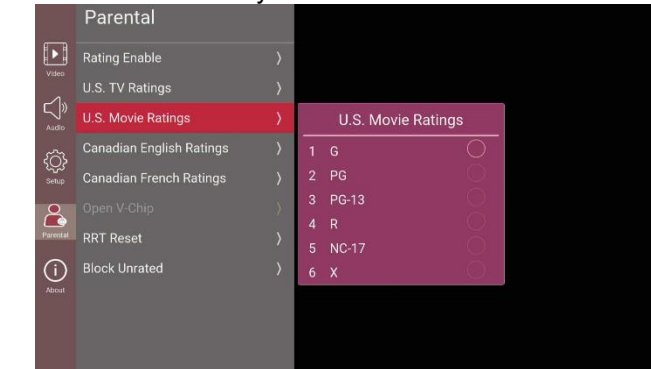 Parental
Video
Audio
Setup
Parental
About
Rating Enable
U.S. TV Ratings
U.S. Movie Ratings
Canadian English Ratings
Canadian French Ratings
Open V-Chip
RRT Reset
Block Unrated
U.S. Movie Ratings
1 G
2 PG
3 PG-13
4 R
5 NC-17
6 X